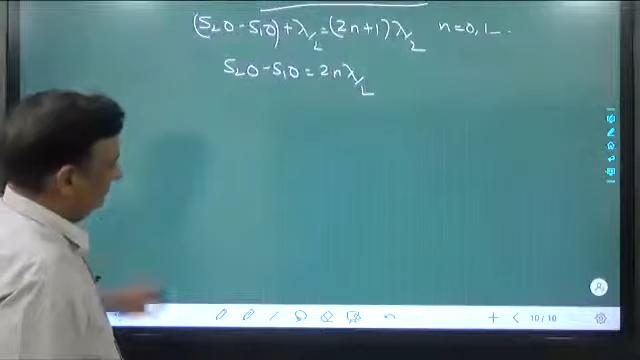 (S₂O - S₁O) + λ/2 = (2n+1) λ/2 n = 0, 1 -.
S₂O - S₁O = 2n λ/2
10/10